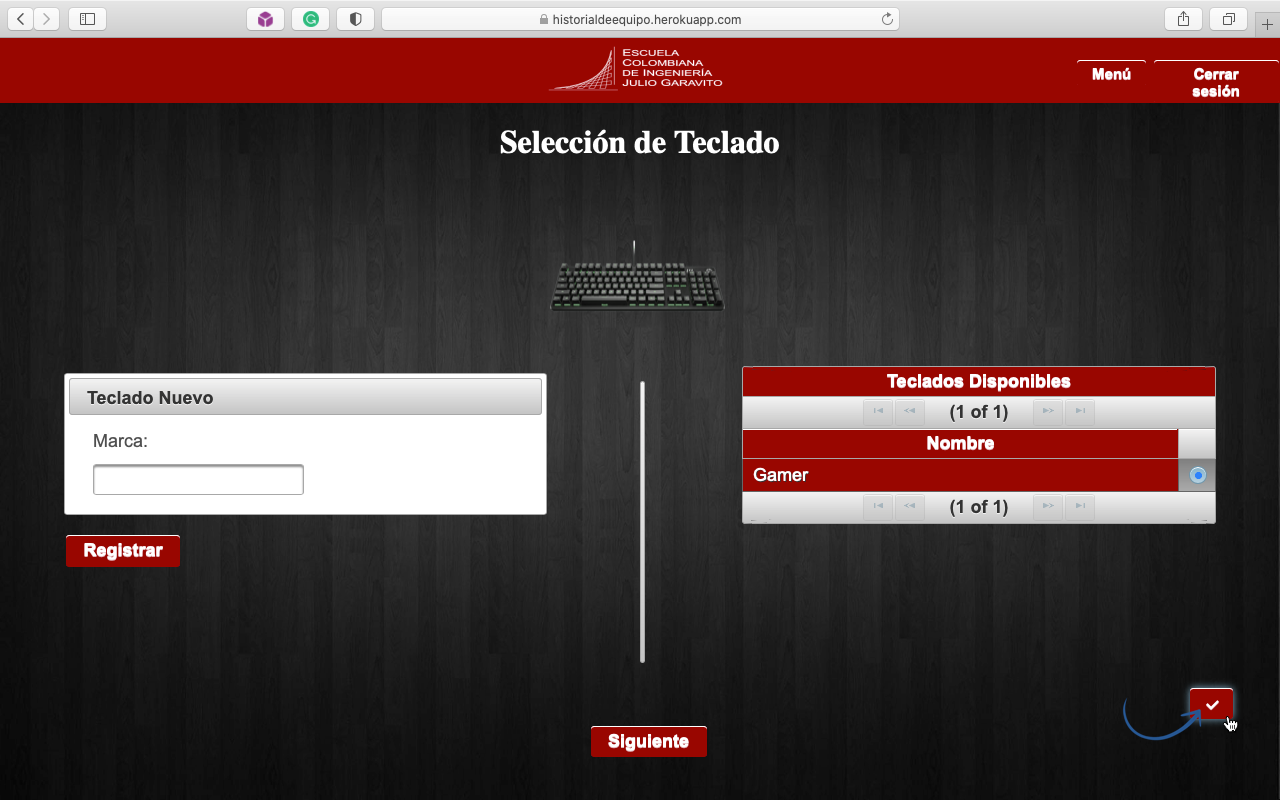 historialdeequipo.herokuapp.com
ESCUELA
COLOMBIANA
DE INGENIERÍA
JULIO GARAVITO
Menú
Cerrar
sesión
Selección de Teclado
Teclado Nuevo
Marca:
Registrar
Teclados Disponibles
(1 of 1)
Nombre
Gamer
(1 of 1)
Siguiente